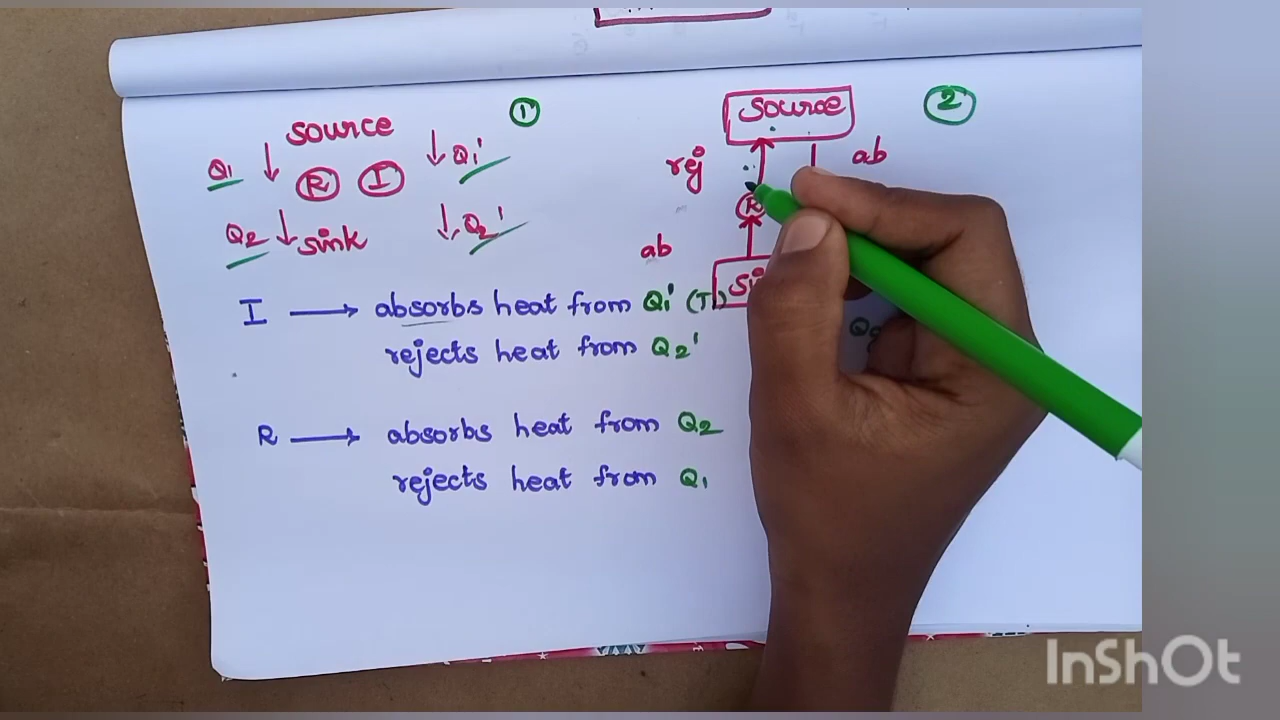 1
source
Q1 Q1'
R I
Q2 sink Q2'
I → absorbs heat from Q1' (T)
rejects heat from Q2'
R → absorbs heat from Q2
rejects heat from Q1
2
source
rej ab
R
ab
InShOt